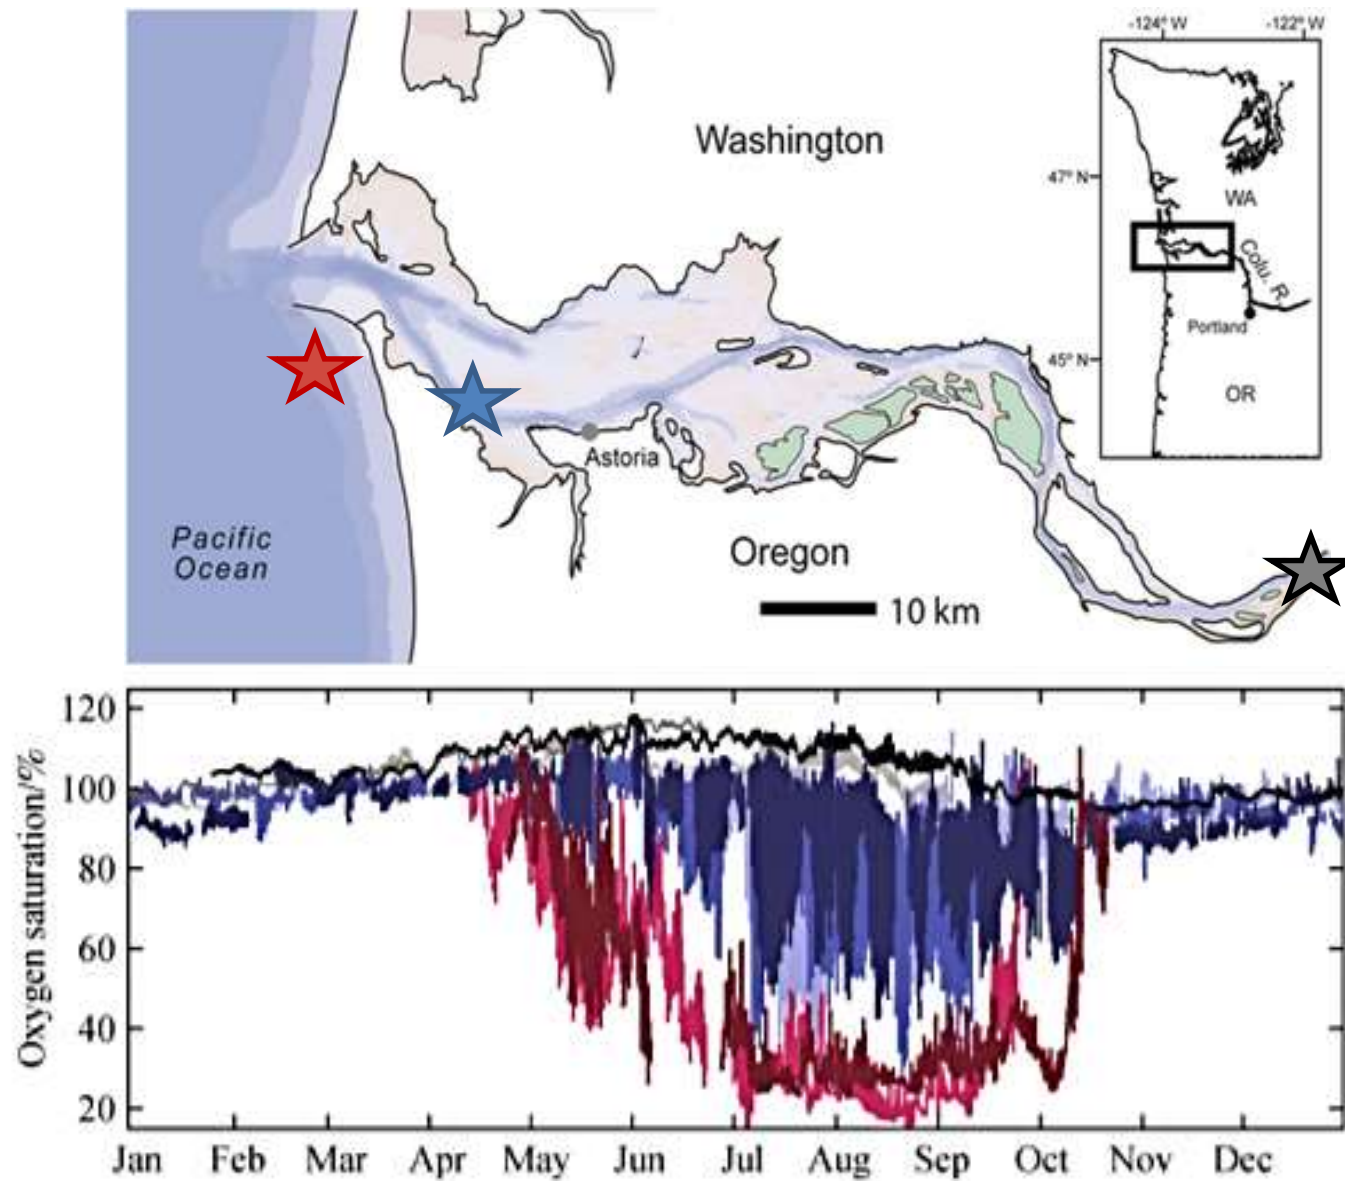 -124° W
-122° W
Washington
47° N
WA
Colu. R
Portland
45° N
OR
Astoria
Pacific
Ocean
Oregon
10 km
Oxygen saturation/%
120
100
80
60
40
20
Jan Feb Mar Apr May Jun Jul Aug Sep Oct Nov Dec